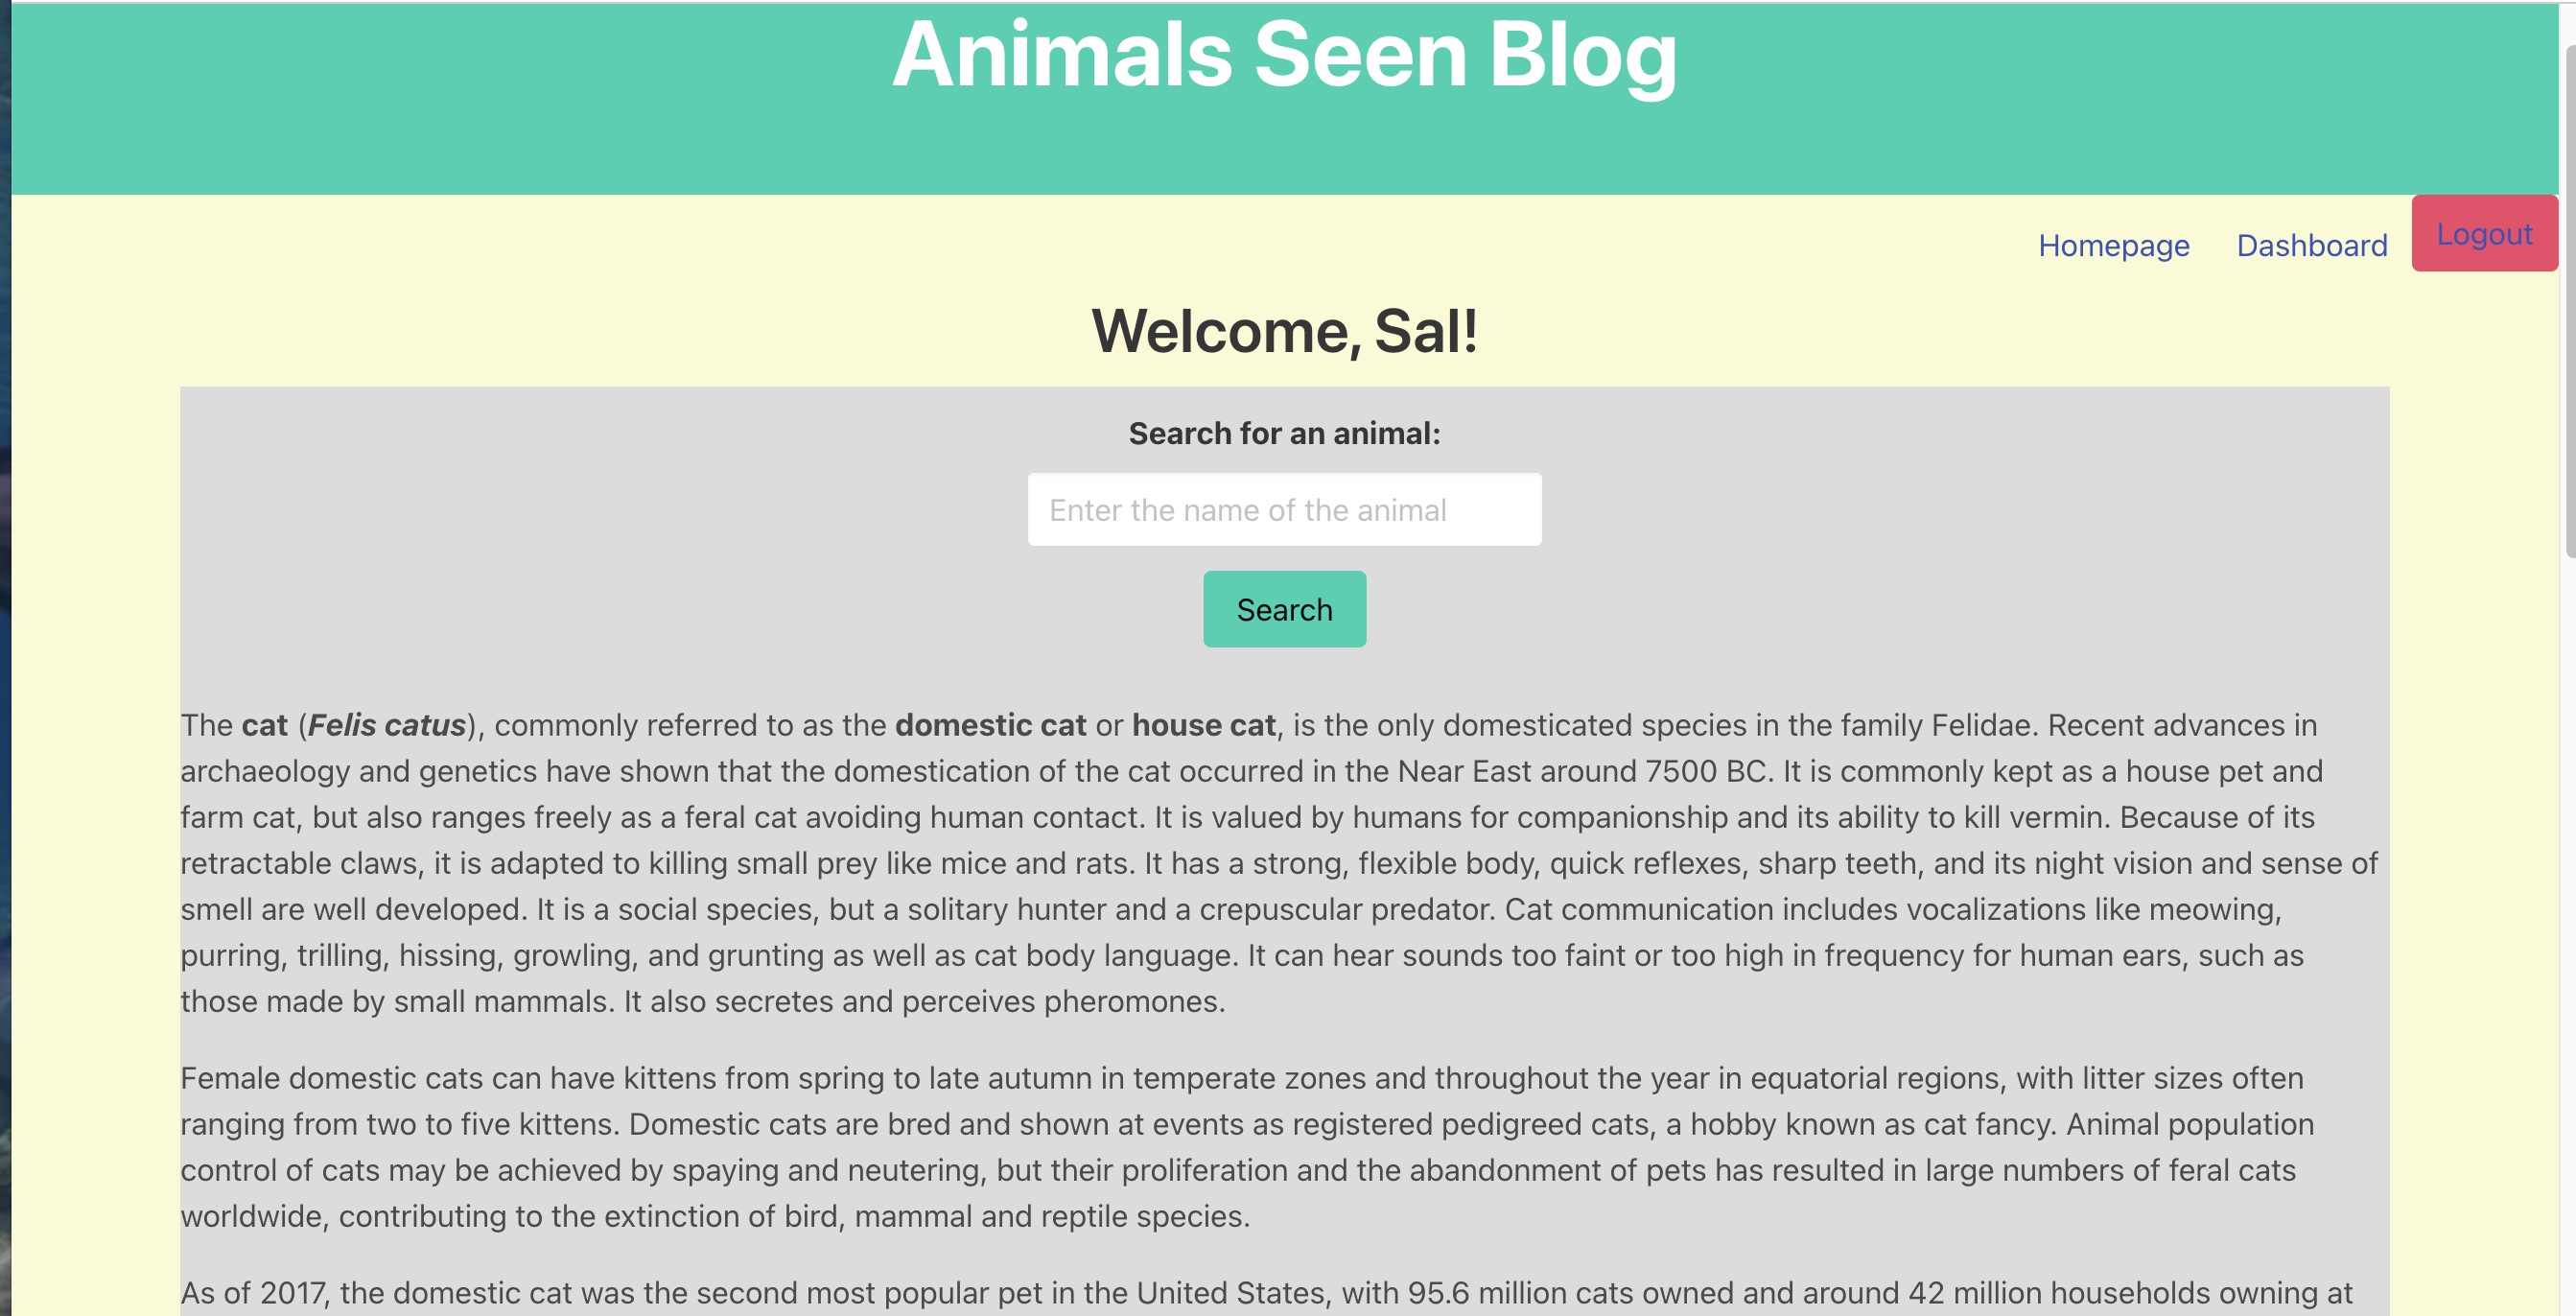 Animals Seen Blog
Homepage Dashboard Logout
Welcome, Sal!
Search for an animal:
Enter the name of the animal
Search
The cat (Felis catus), commonly referred to as the domestic cat or house cat, is the only domesticated species in the family Felidae. Recent advances in
archaeology and genetics have shown that the domestication of the cat occurred in the Near East around 7500 BC. It is commonly kept as a house pet and
farm cat, but also ranges freely as a feral cat avoiding human contact. It is valued by humans for companionship and its ability to kill vermin. Because of its
retractable claws, it is adapted to killing small prey like mice and rats. It has a strong, flexible body, quick reflexes, sharp teeth, and its night vision and sense of
smell are well developed. It is a social species, but a solitary hunter and a crepuscular predator. Cat communication includes vocalizations like meowing,
purring, trilling, hissing, growling, and grunting as well as cat body language. It can hear sounds too faint or too high in frequency for human ears, such as
those made by small mammals. It also secretes and perceives pheromones.
Female domestic cats can have kittens from spring to late autumn in temperate zones and throughout the year in equatorial regions, with litter sizes often
ranging from two to five kittens. Domestic cats are bred and shown at events as registered pedigreed cats, a hobby known as cat fancy. Animal population
control of cats may be achieved by spaying and neutering, but their proliferation and the abandonment of pets has resulted in large numbers of feral cats
worldwide, contributing to the extinction of bird, mammal and reptile species.
As of 2017, the domestic cat was the second most popular pet in the United States, with 95.6 million cats owned and around 42 million households owning at